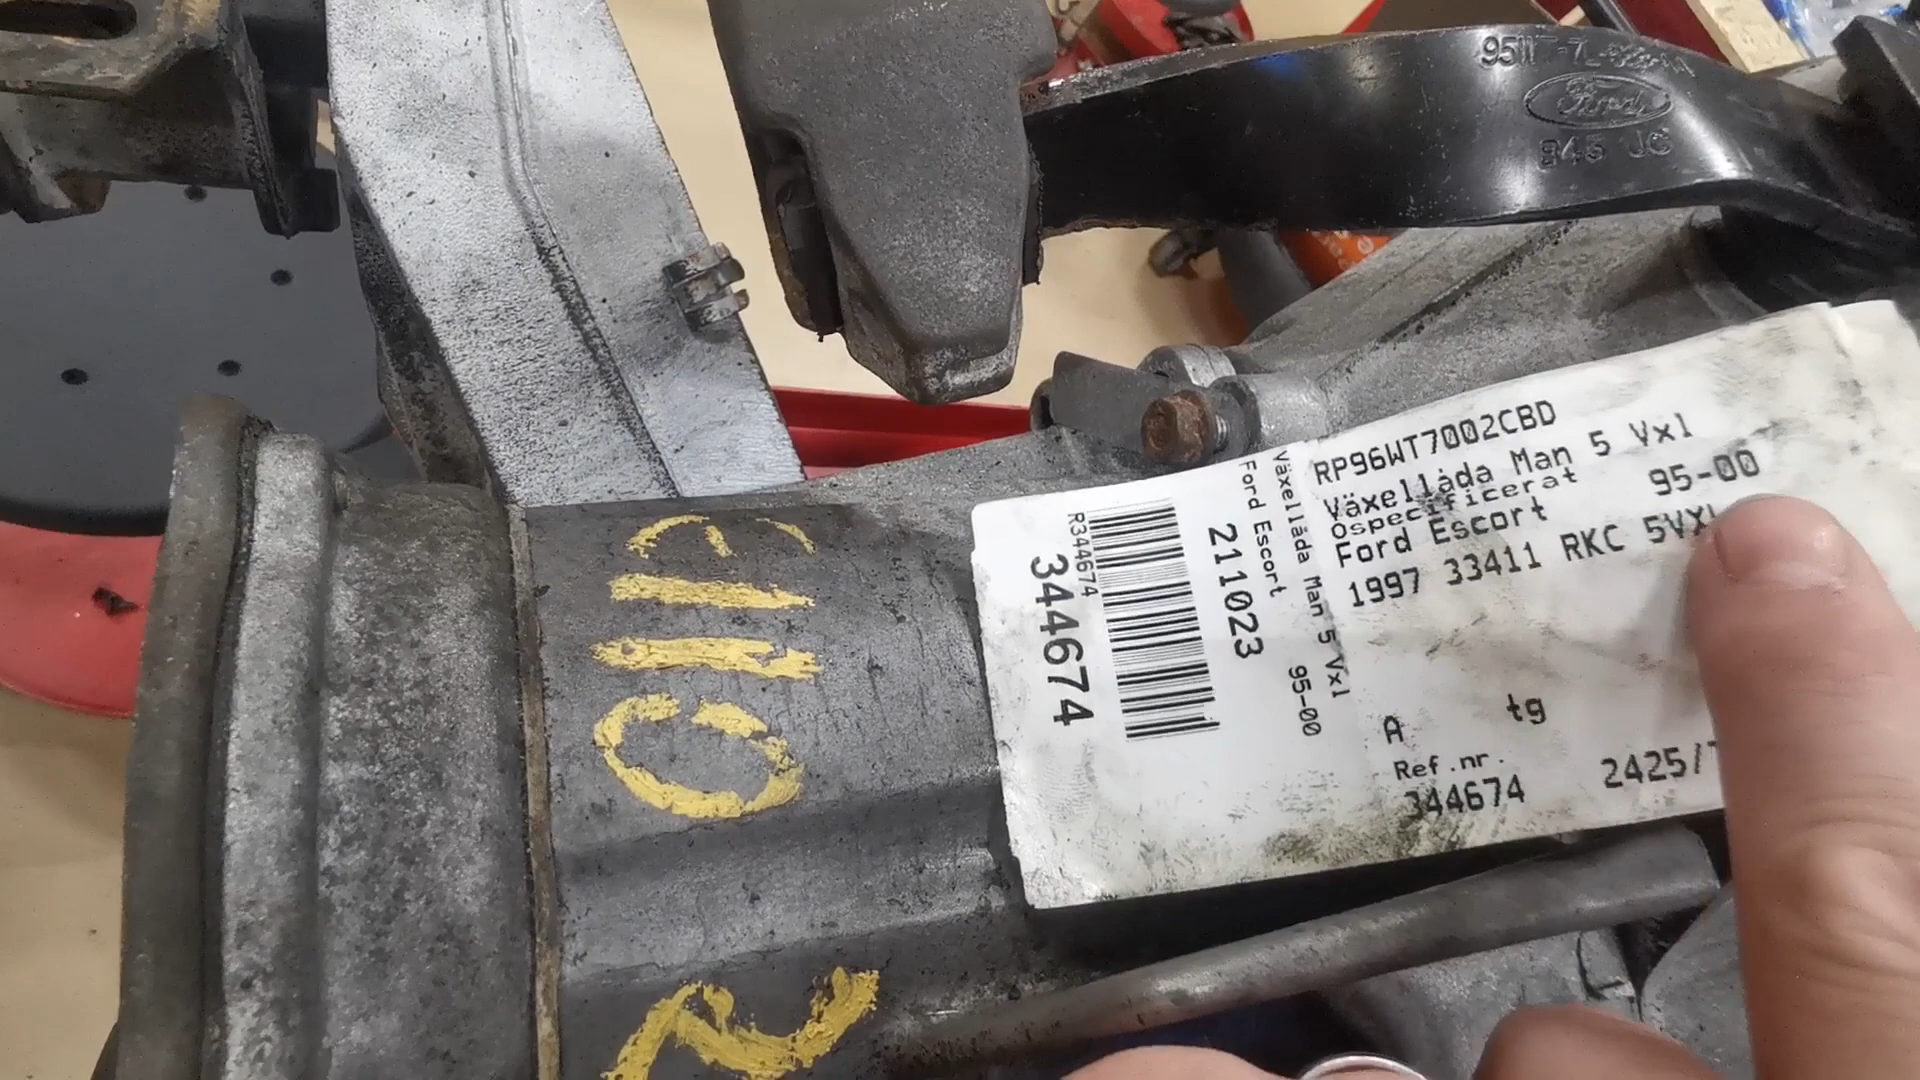 Ford
RP96WT7002CBD
Växellåda Man 5 Vxl
Ospecificerat
95-00
Ford Escort
1997 33411 RKC 5VXL
A
tg
Ref.nr.
344674
2425/
Växellåda Man 5 Vxl
Ford Escort
95-00
211023
R344674
344674